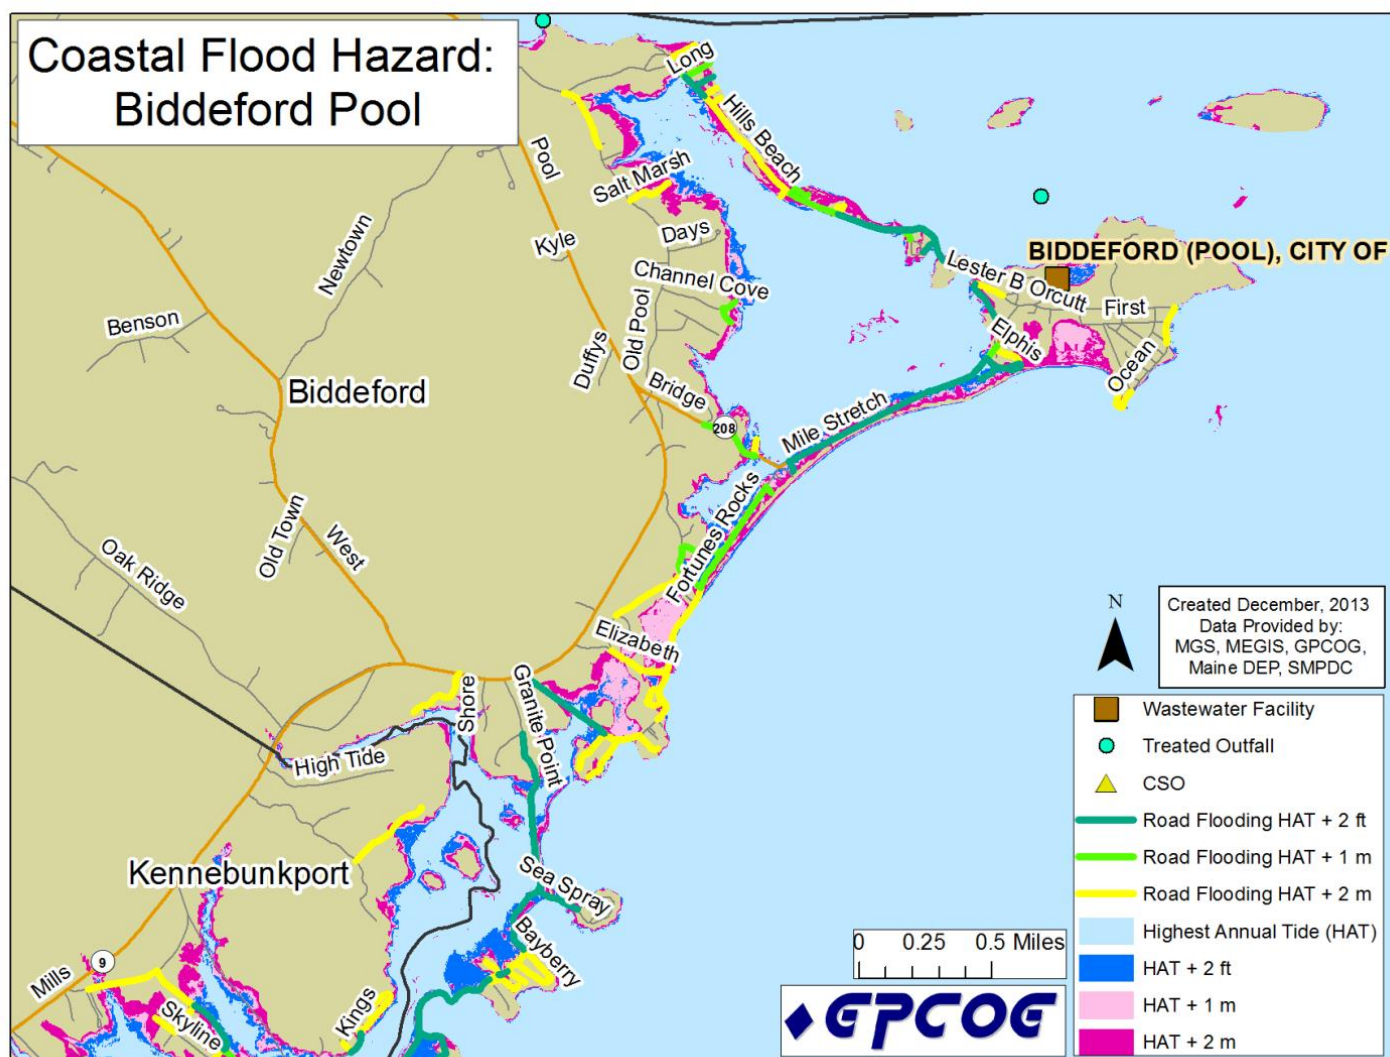 Coastal Flood Hazard:
Biddeford Pool
Long
Hills Beach
Pool
Salt Marsh
Newtown
Kyle
Days
Channel Cove
BIDDEFORD (POOL), CITY OF
Lester B Orcutt
First
Benson
Old Pool
Duffys
Elphis
Ocean
Biddeford
Bridge
208
Mile Stretch
Old Town
West
Fortunes Rocks
Oak Ridge
Elizabeth
Granite Point
Shore
High Tide
Kennebunkport
Sea Spray
Bayberry
9
Mills
Skyline
Kings
N
Created December, 2013
Data Provided by:
MGS, MEGIS, GPCOG,
Maine DEP, SMPDC
Wastewater Facility
Treated Outfall
CSO
Road Flooding HAT + 2 ft
Road Flooding HAT + 1 m
Road Flooding HAT + 2 m
Highest Annual Tide (HAT)
HAT + 2 ft
HAT + 1 m
HAT + 2 m
0 0.25 0.5 Miles
GPCOG